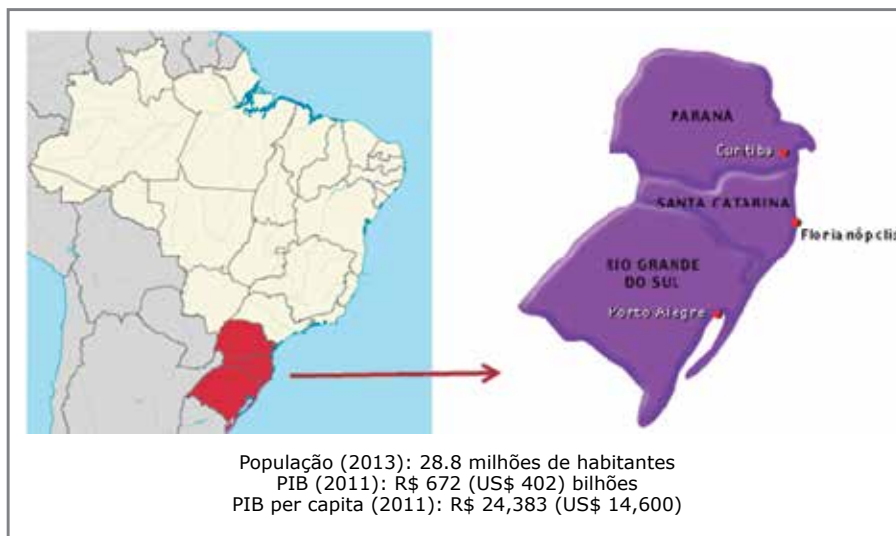 PARANÁ
Curitiba
SANTA CATARINA
Florianópolis
RIO GRANDE
DO SUL
Porto Alegre
População (2013): 28.8 milhões de habitantes
PIB (2011): R$ 672 (US$ 402) bilhões
PIB per capita (2011): R$ 24,383 (US$ 14,600)